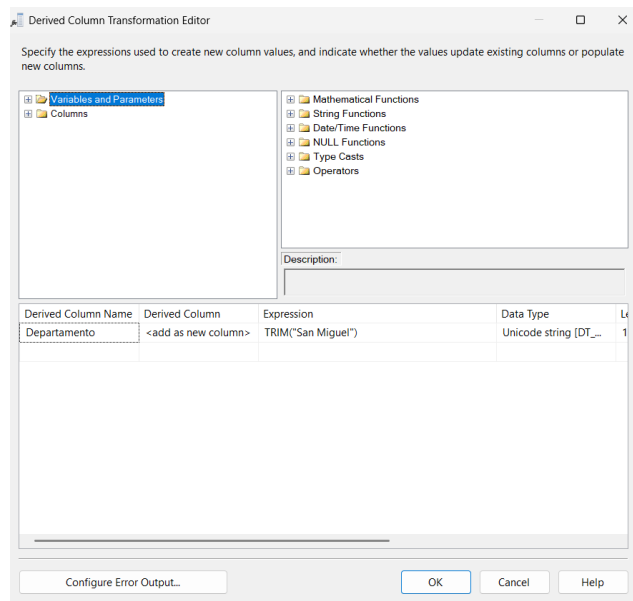 Derived Column Transformation Editor
Specify the expressions used to create new column values, and indicate whether the values update existing columns or populate
new columns.
Variables and Parameters
Columns
Mathematical Functions
String Functions
Date/Time Functions
NULL Functions
Type Casts
Operators
Description:
Derived Column Name Derived Column Expression Data Type Le
Departamento <add as new column> TRIM("San Miguel") Unicode string [DT_... 1
Configure Error Output... OK Cancel Help